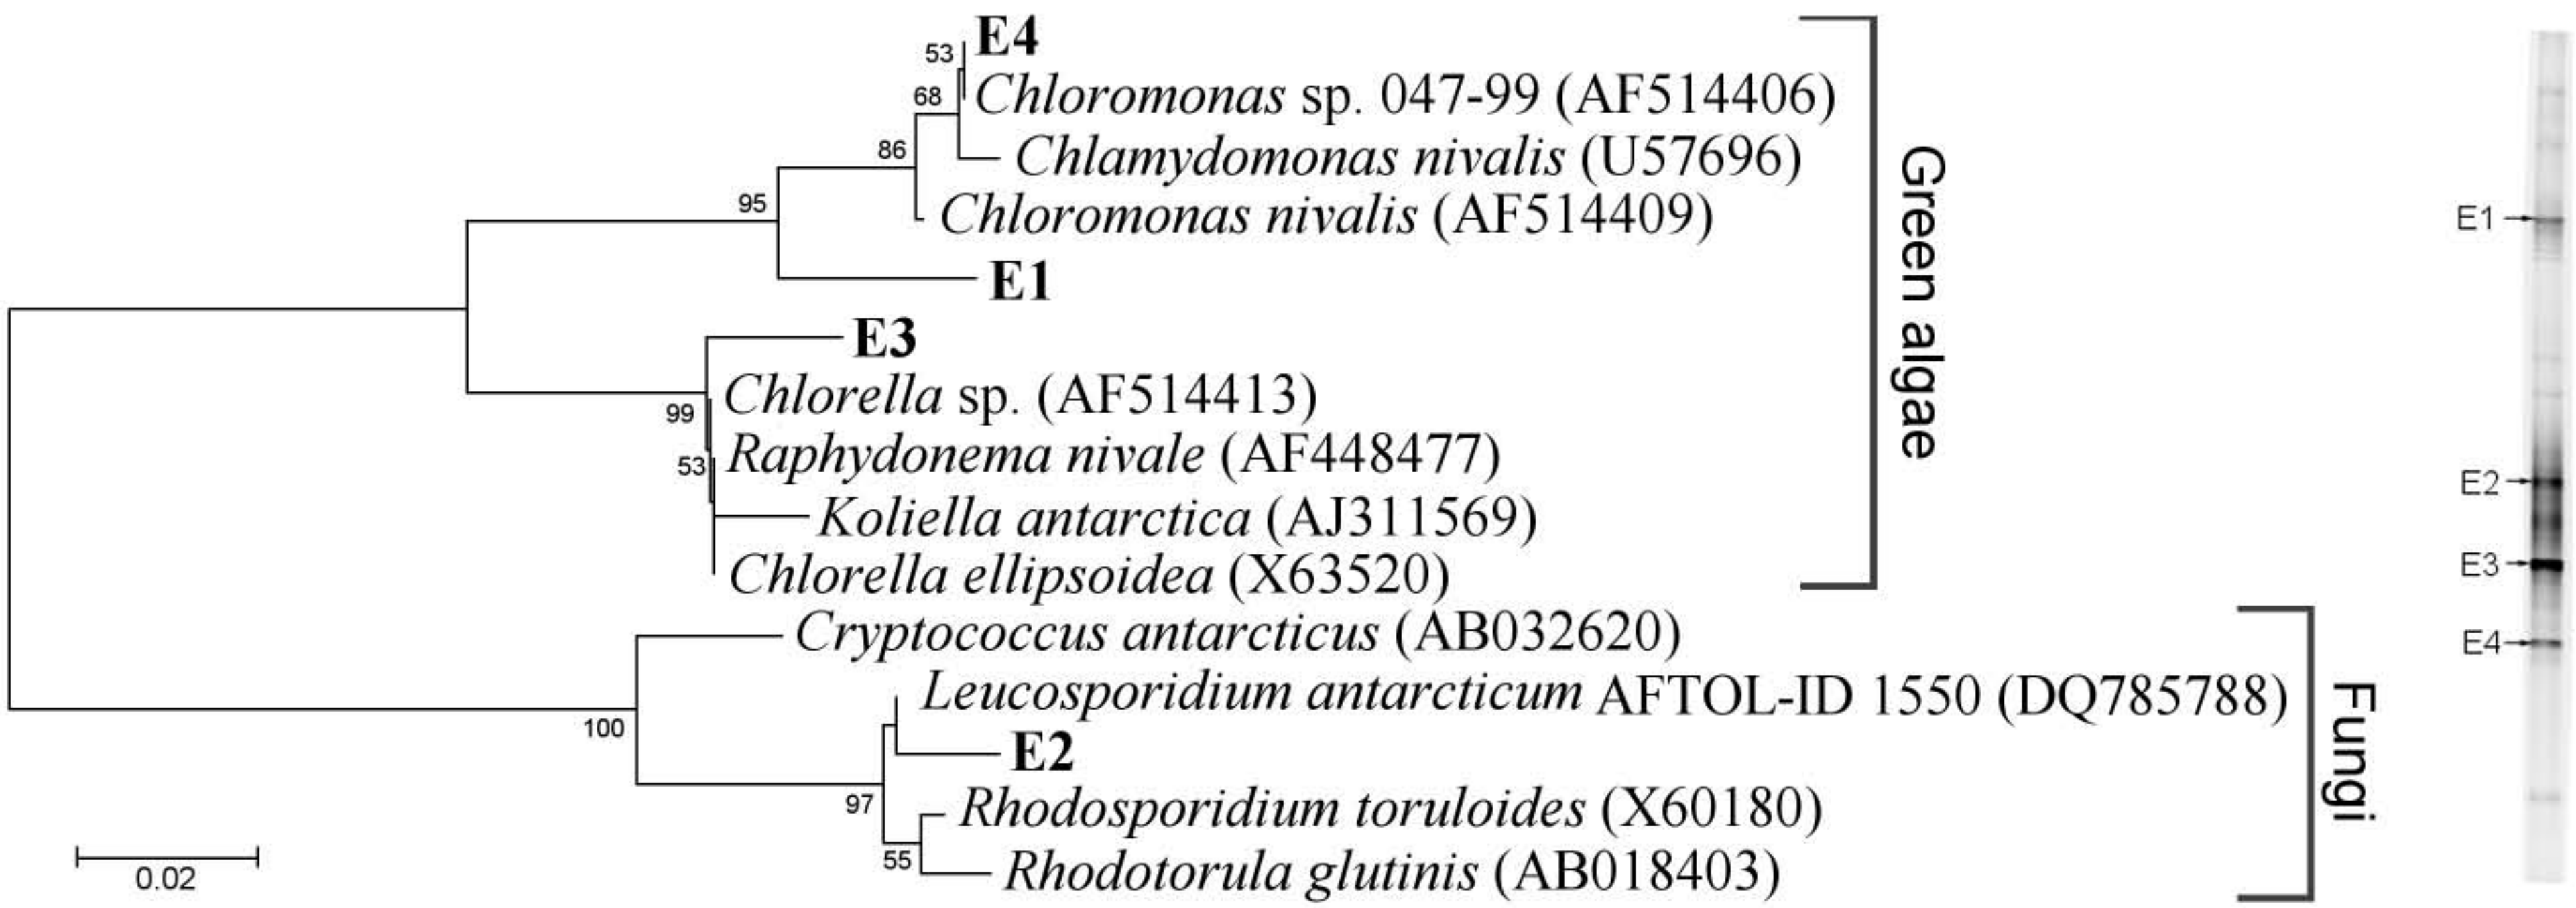 E4
53
Chloromonas sp. 047-99 (AF514406)
68
Chlamydomonas nivalis (U57696)
86
Chloromonas nivalis (AF514409)
95
E1
E3
Chlorella sp. (AF514413)
99
Raphydonema nivale (AF448477)
53
Koliella antarctica (AJ311569)
Chlorella ellipsoidea (X63520)
Green algae
Cryptococcus antarcticus (AB032620)
Leucosporidium antarcticum AFTOL-ID 1550 (DQ785788)
100
E2
Rhodosporidium toruloides (X60180)
97
55
Rhodotorula glutinis (AB018403)
Fungi
0.02
E1
E2
E3
E4